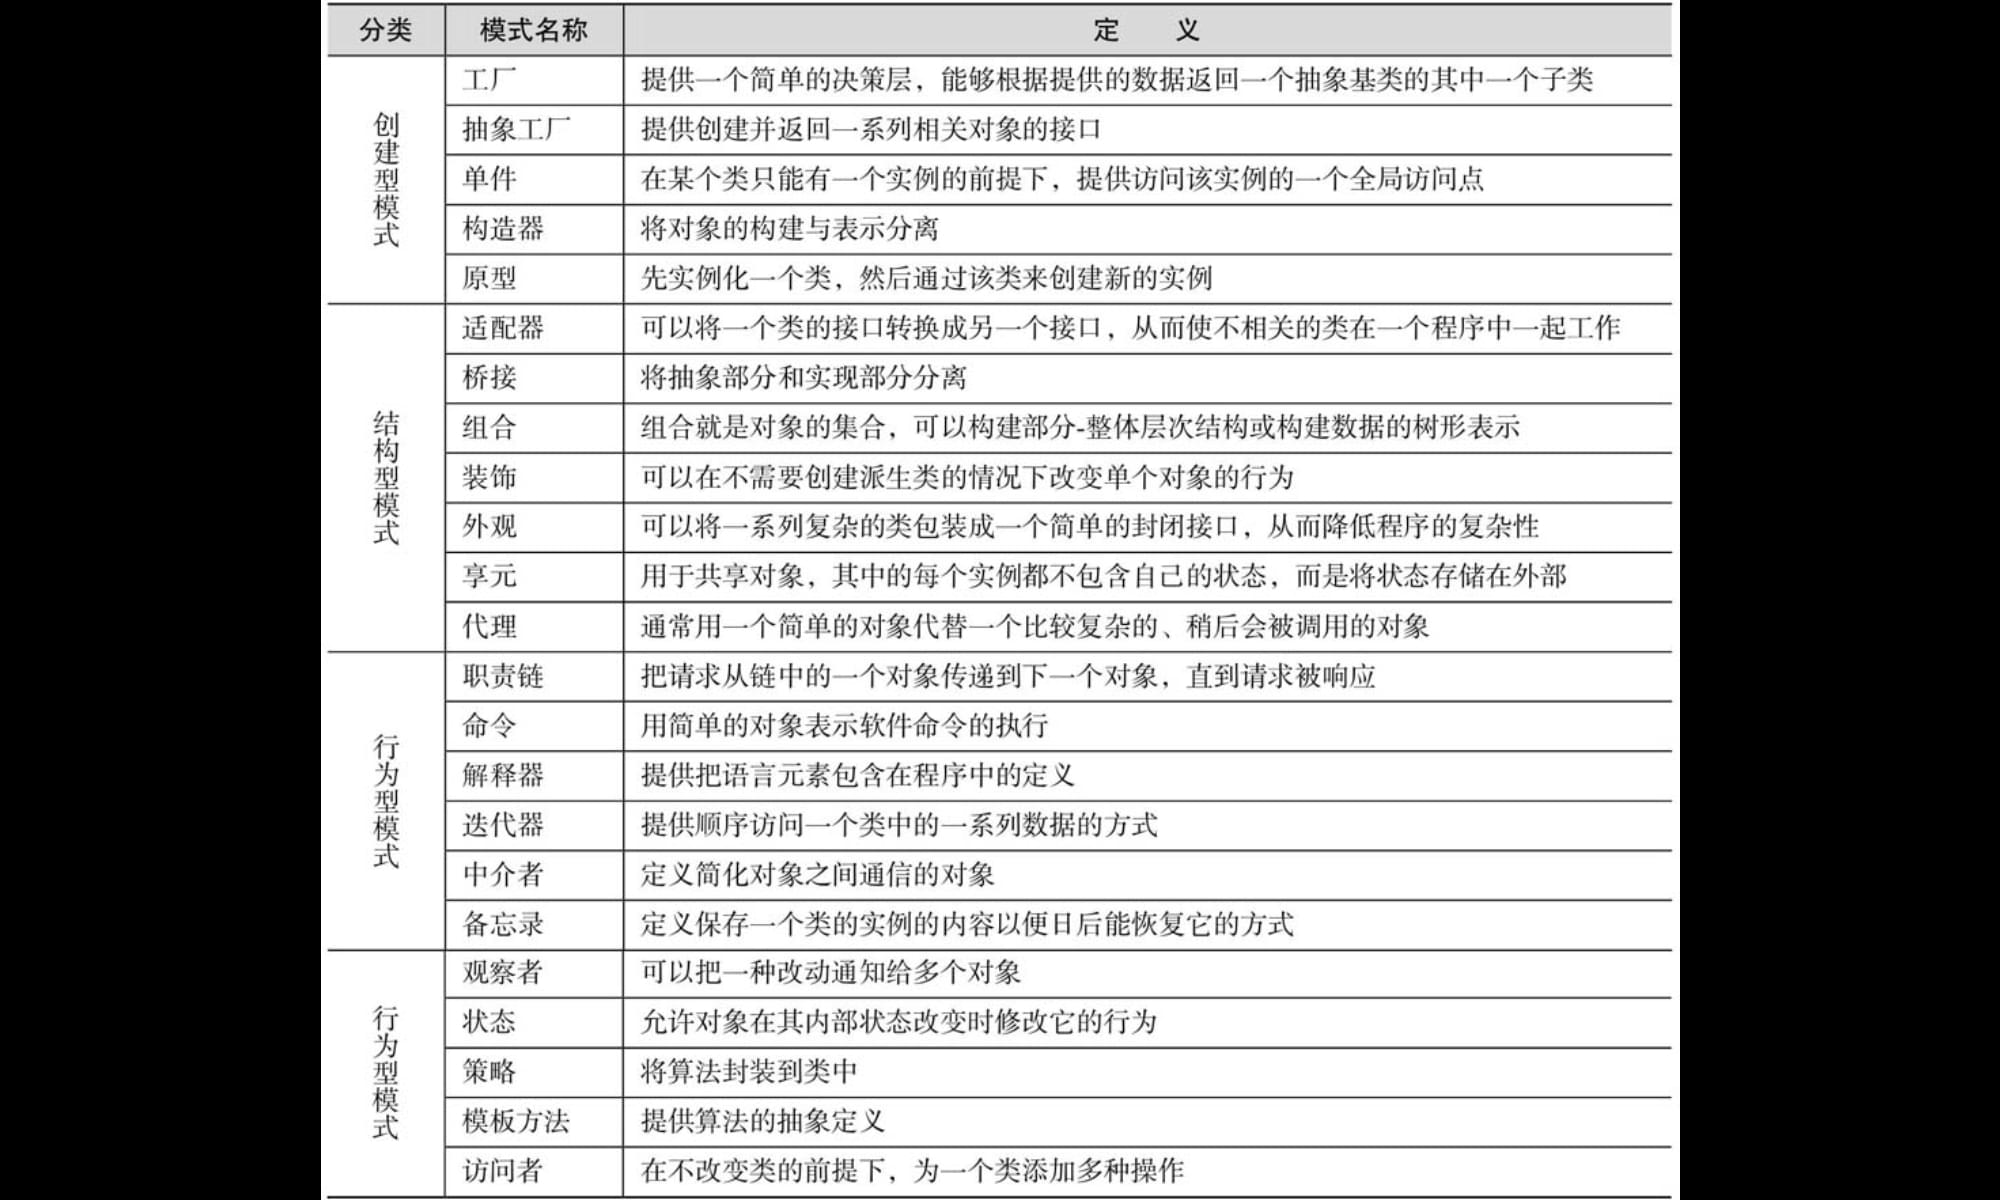 分类 模式名称 定 义
创建型模式
工厂 提供一个简单的决策层，能够根据提供的数据返回一个抽象基类的其中一个子类
抽象工厂 提供创建并返回一系列相关对象的接口
单件 在某个类只能有一个实例的前提下，提供访问该实例的一个全局访问点
构造器 将对象的构建与表示分离
原型 先实例化一个类，然后通过该类来创建新的实例
结构型模式
适配器 可以将一个类的接口转换成另一个接口，从而使不相关的类在一个程序中一起工作
桥接 将抽象部分和实现部分分离
组合 组合就是对象的集合，可以构建部分-整体层次结构或构建数据的树形表示
装饰 可以在不需要创建派生类的情况下改变单个对象的行为
外观 可以将一系列复杂的类包装成一个简单的封闭接口，从而降低程序的复杂性
享元 用于共享对象，其中的每个实例都不包含自己的状态，而是将状态存储在外部
代理 通常用一个简单的对象代替一个比较复杂的、稍后会被调用的对象
行为型模式
职责链 把请求从链中的一个对象传递到下一个对象，直到请求被响应
命令 用简单的对象表示软件命令的执行
解释器 提供把语言元素包含在程序中的定义
迭代器 提供顺序访问一个类中的一系列数据的方式
中介者 定义简化对象之间通信的对象
备忘录 定义保存一个类的实例的内容以便日后能恢复它的方式
行为型模式
观察者 可以把一种改动通知给多个对象
状态 允许对象在其内部状态改变时修改它的行为
策略 将算法封装到类中
模板方法 提供算法的抽象定义
访问者 在不改变类的前提下，为一个类添加多种操作